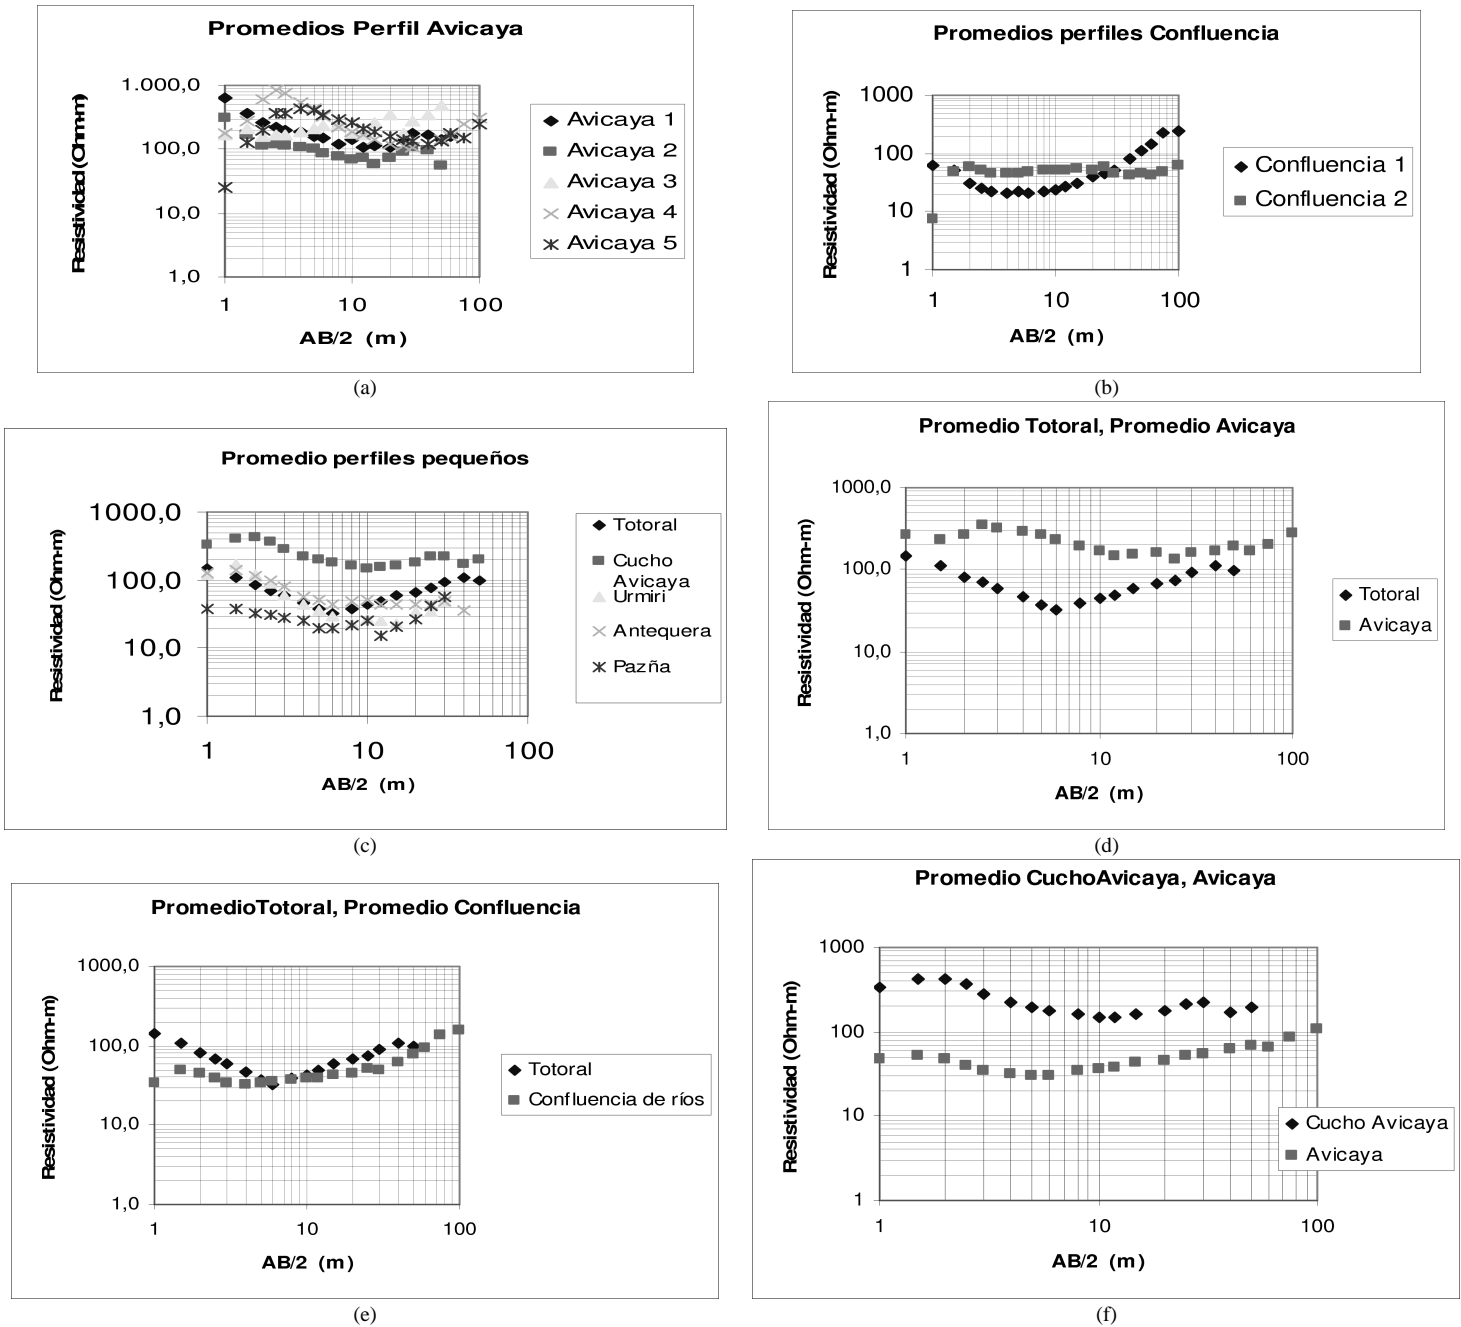 Promedios Perfil Avicaya
1.000,0
100,0
10,0
1,0
Resistividad (Ohm-m)
1
10
100
AB/2 (m)
Avicaya 1
Avicaya 2
Avicaya 3
Avicaya 4
Avicaya 5
(a)
Promedios perfiles Confluencia
1000
100
10
1
Resistividad (Ohm-m)
1
10
100
AB/2 (m)
Confluencia 1
Confluencia 2
(b)
Promedio perfiles pequeños
1000,0
100,0
10,0
1,0
Resistividad (Ohm-m)
1
10
100
AB/2 (m)
Totoral
Cucho
Avicaya
Urmiri
Antequera
Pazña
(c)
Promedio Totoral, Promedio Avicaya
1000,0
100,0
10,0
1,0
Resistividad (Ohm-m)
1
10
100
AB/2 (m)
Totoral
Avicaya
(d)
PromedioTotoral, Promedio Confluencia
1000,0
100,0
10,0
1,0
Resistividad (Ohm-m)
1
10
100
AB/2 (m)
Totoral
Confluencia de ríos
(e)
Promedio CuchoAvicaya, Avicaya
1000
100
10
1
Resistividad (Ohm-m)
1
10
100
AB/2 (m)
Cucho Avicaya
Avicaya
(f)